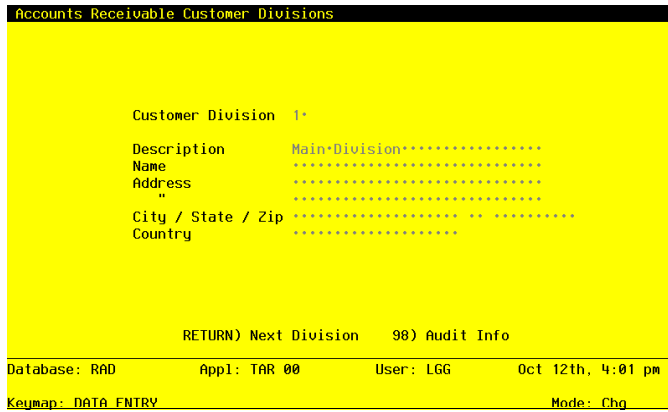 Accounts Receivable Customer Divisions
Customer Division 1
Description Main Division
Name
Address
"
City / State / Zip
Country
RETURN) Next Division 98) Audit Info
Database: RAD Appl: TAR 00 User: LGG Oct 12th, 4:01 pm
Keymap: DATA ENTRY Mode: Chg